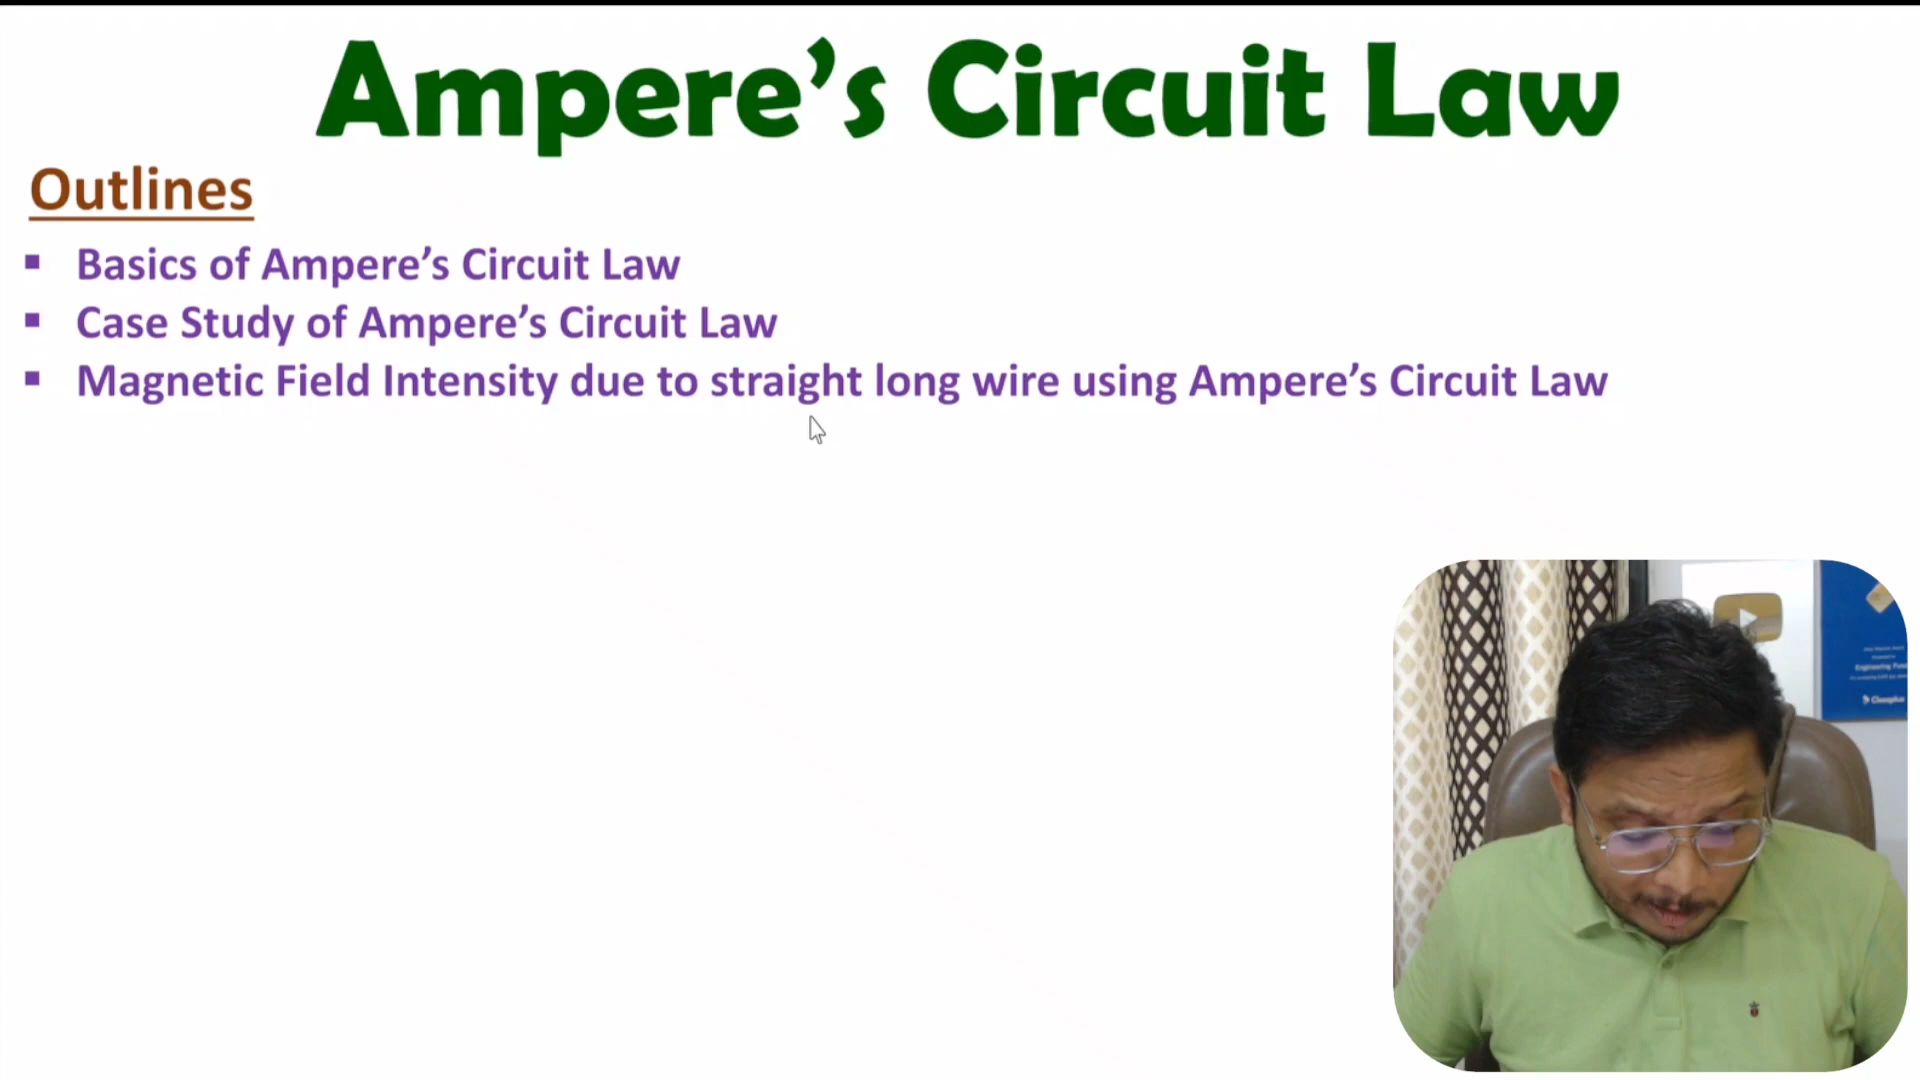 Ampere’s Circuit Law
Outlines
▪ Basics of Ampere’s Circuit Law
▪ Case Study of Ampere’s Circuit Law
▪ Magnetic Field Intensity due to straight long wire using Ampere’s Circuit Law
Classplus